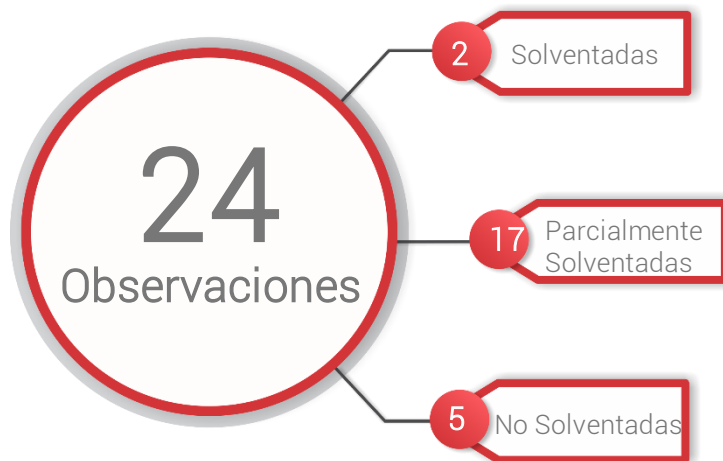 24
Observaciones
2
Solventadas
17
Parcialmente
Solventadas
5
No Solventadas